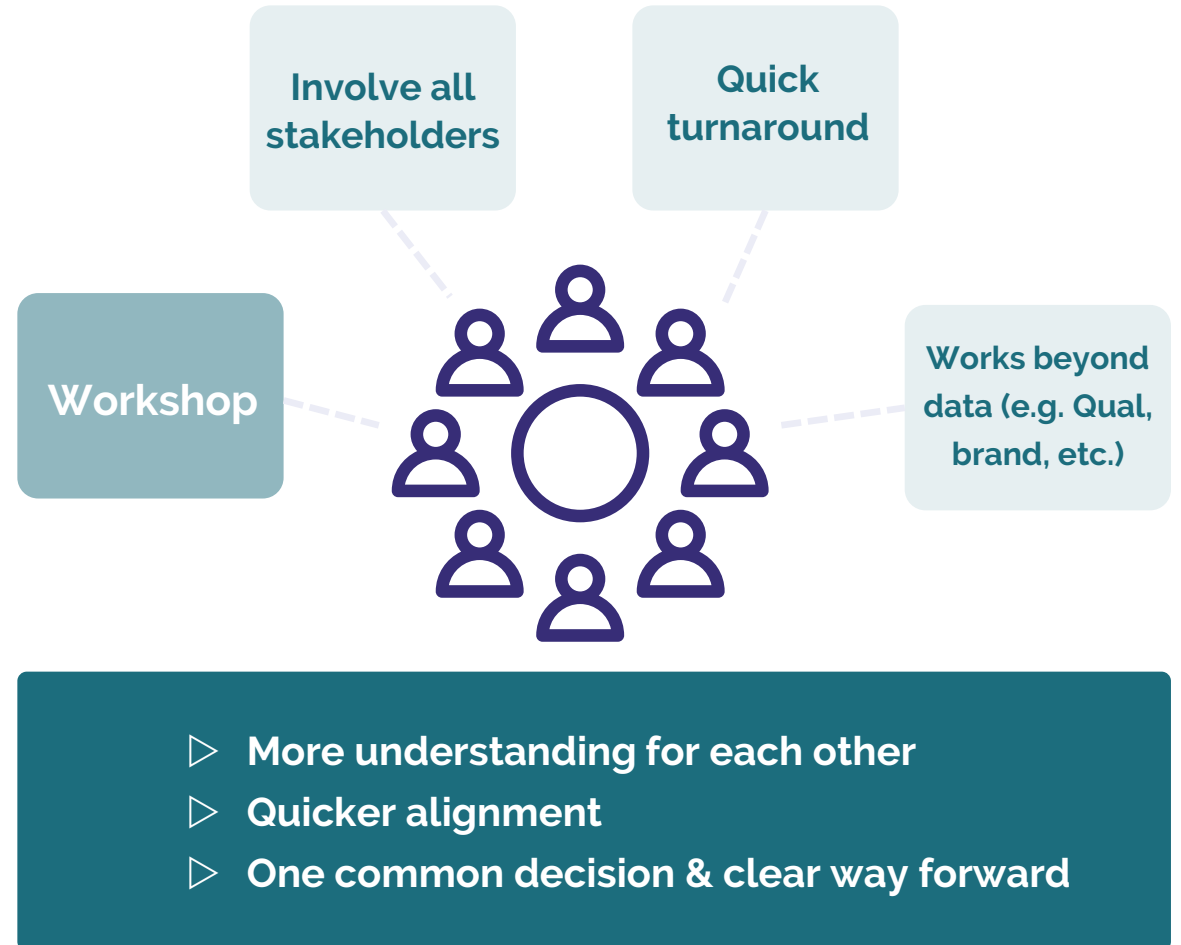 Involve all
stakeholders
Quick
turnaround
Workshop
Works beyond
data (e.g. Qual,
brand, etc.)
More understanding for each other
Quicker alignment
One common decision & clear way forward